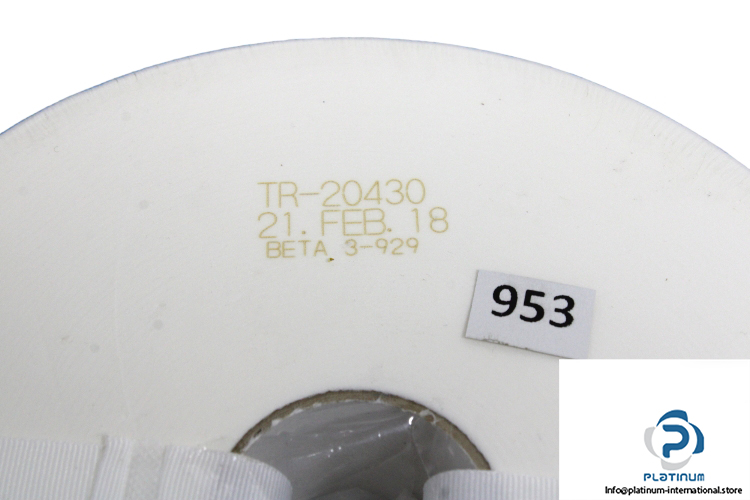 TR-20430
21. FEB. 18
BETA 3-929
953
PLATINUM
Info@platinum-international.store